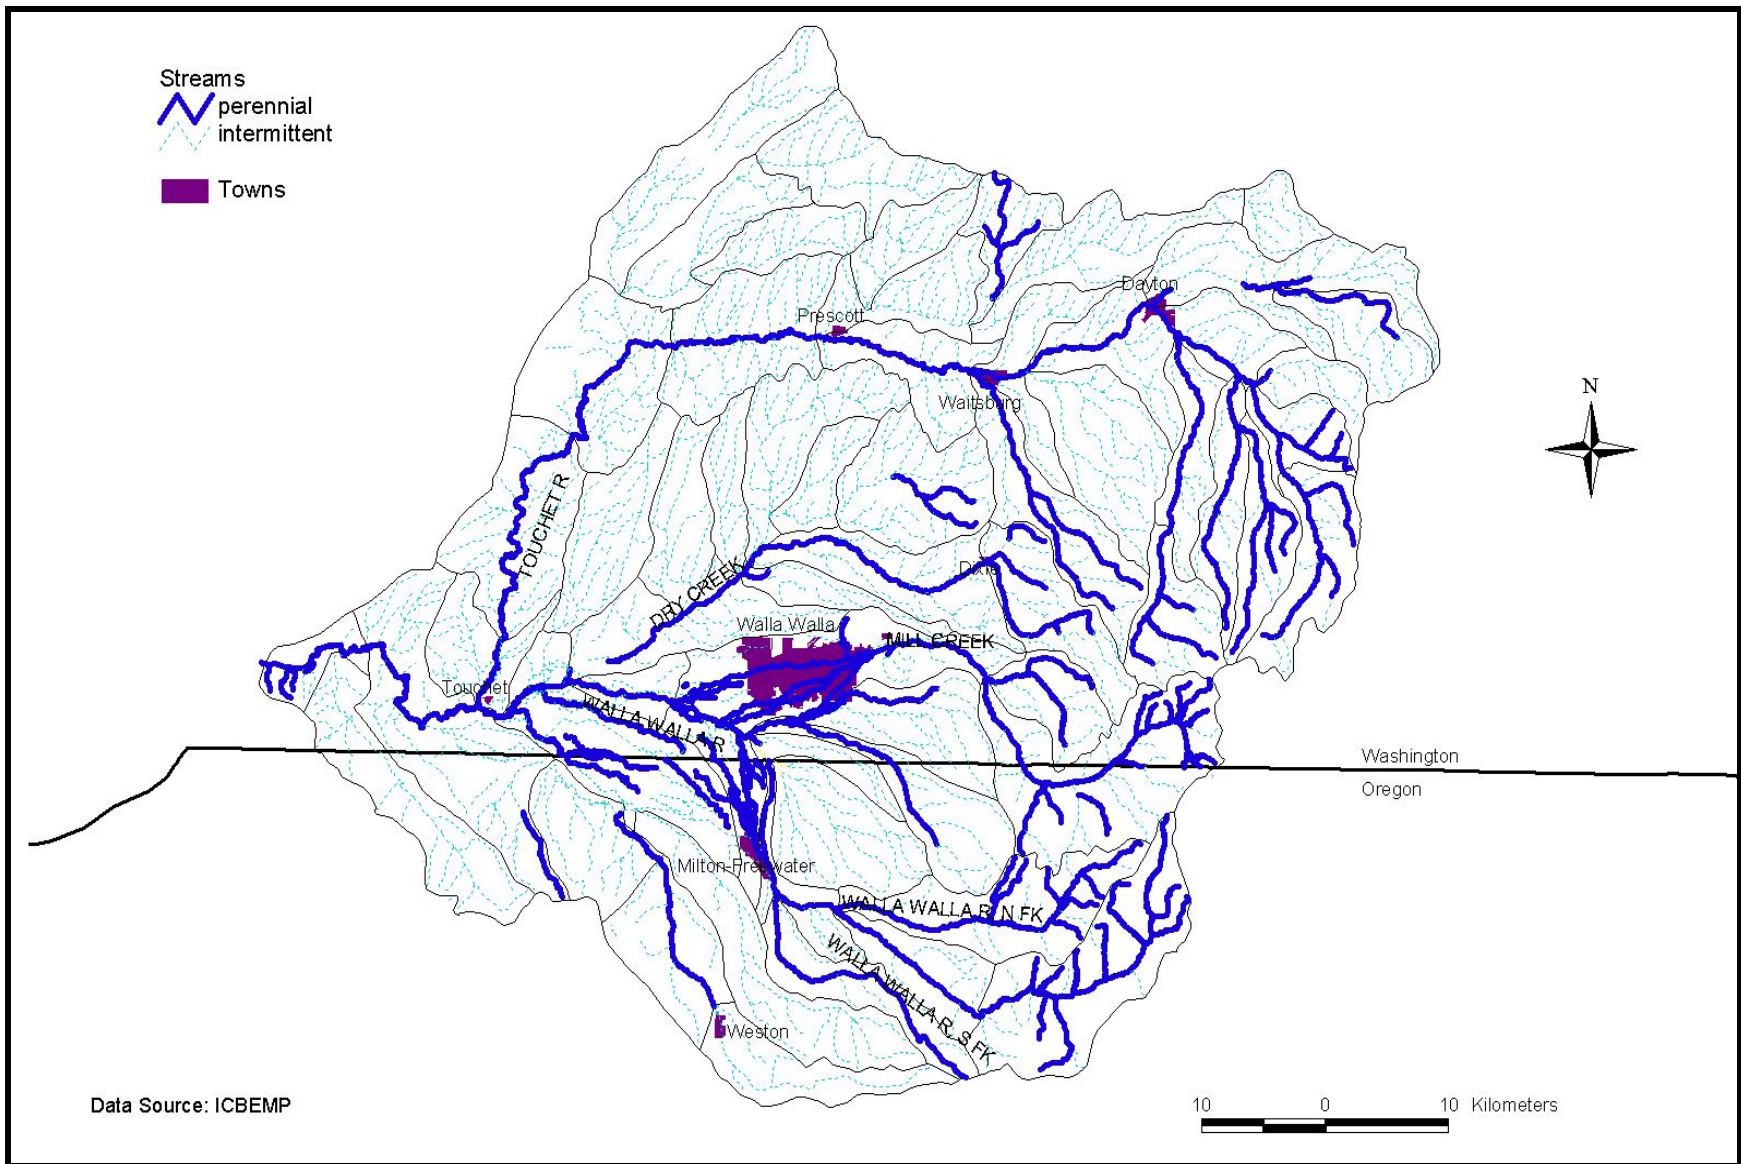 Streams
perennial
intermittent
Towns
Dayton
Prescott
Waitsburg
N
TOUCHET R
DRY CREEK
Dixie
Walla Walla
MILL CREEK
Touchet
WALLA WALLA R
Washington
Oregon
Milton-Freewater
WALLA WALLA R, N FK
WALLA WALLA R, S FK
Weston
Data Source: ICBEMP
10 0 10 Kilometers